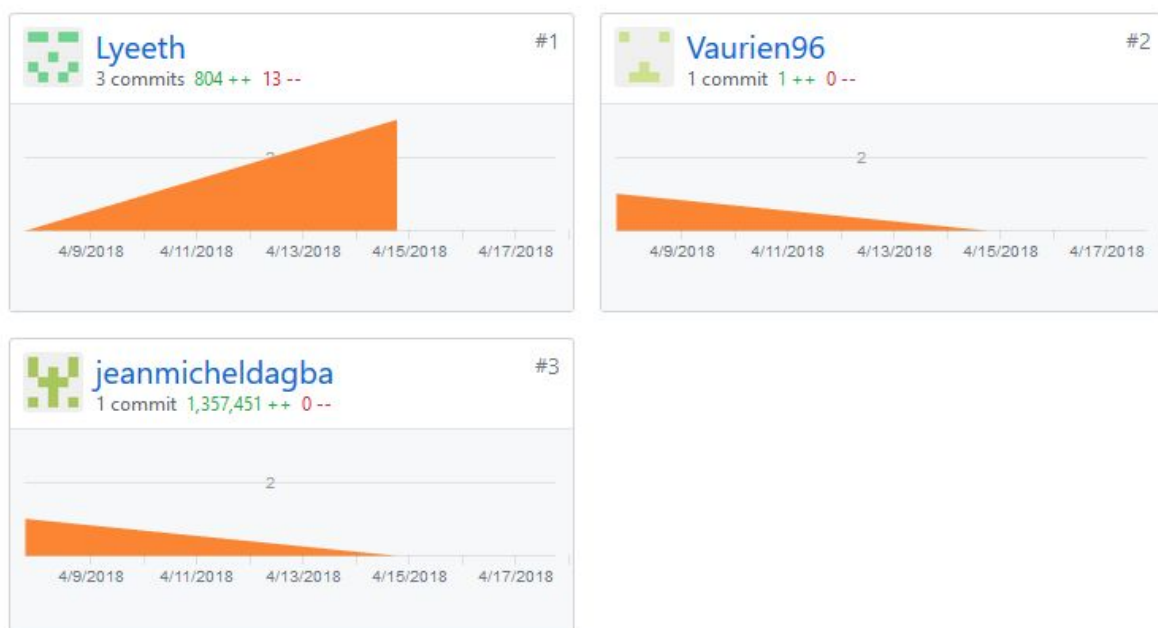 Lyeeth #1
3 commits 804 ++ 13 --
2
4/9/2018 4/11/2018 4/13/2018 4/15/2018 4/17/2018
Vaurien96 #2
1 commit 1 ++ 0 --
2
4/9/2018 4/11/2018 4/13/2018 4/15/2018 4/17/2018
jeanmicheldagba #3
1 commit 1,357,451 ++ 0 --
2
4/9/2018 4/11/2018 4/13/2018 4/15/2018 4/17/2018